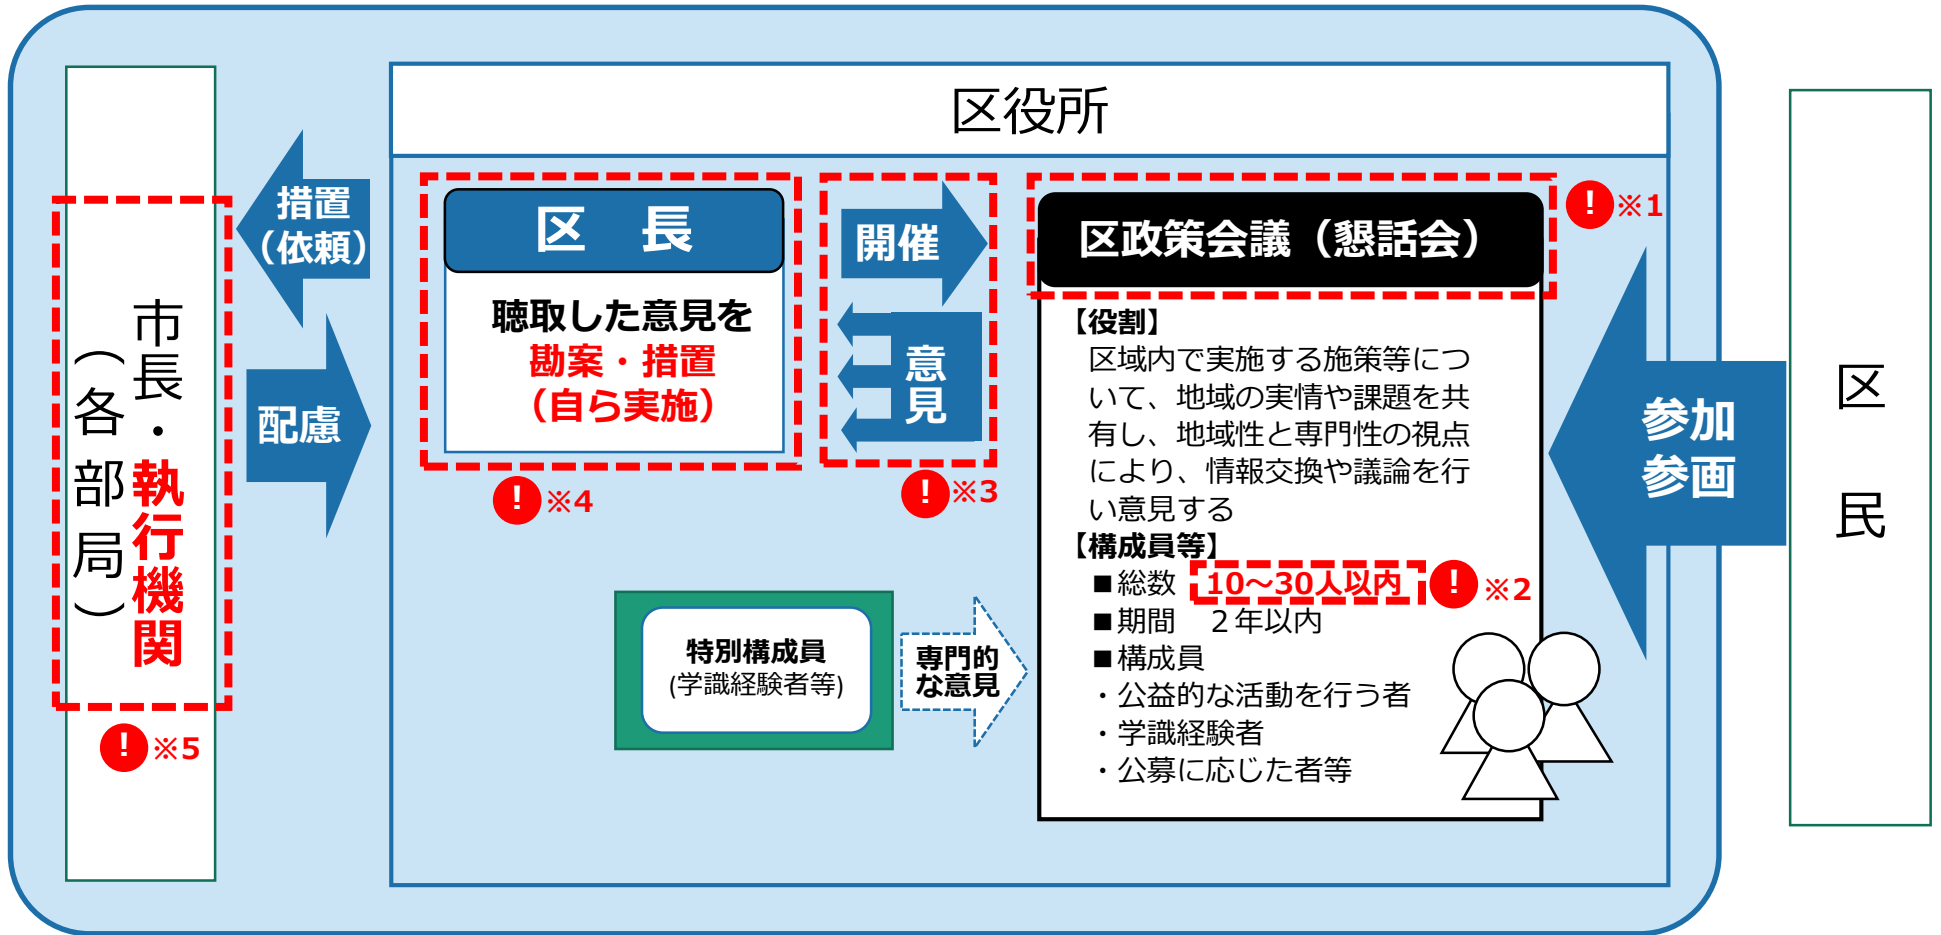 区役所
市長・執行機関
（各部局）
措置
（依頼）
配慮
区　長
聴取した意見を
勘案・措置
（自ら実施）
! ※4
開催
意見
! ※3
区政策会議（懇話会）
! ※1
【役割】
区域内で実施する施策等につ
いて、地域の実情や課題を共
有し、地域性と専門性の視点
により、情報交換や議論を行
い意見する
【構成員等】
■総数　10～30人以内
! ※2
■期間　２年以内
■構成員
・公益的な活動を行う者
・学識経験者
・公募に応じた者等
特別構成員
(学識経験者等)
専門的
な意見
参加
参画
区民
! ※5